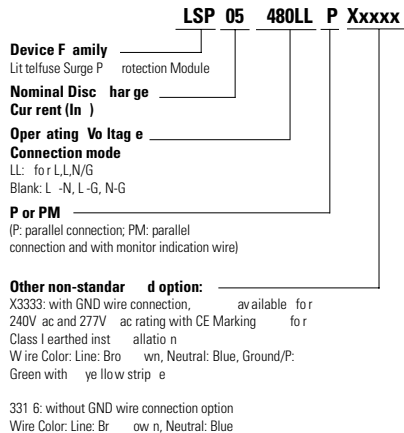 LSP 05 480LL P Xxxxx
Device F amily
Lit telfuse Surge P rotection Module
Nominal Disc har ge
Cur rent (In )
Oper ating Vo ltag e
Connection mode
LL: fo r L,L,N/G
Blank: L -N, L -G, N-G
P or PM
(P: parallel connection; PM: parallel
connection and with monitor indication wire)
Other non-standar d option:
X3333: with GND wire connection, av ailable fo r
240V ac and 277V ac rating with CE Marking fo r
Class I earthed inst allatio n
W ire Color: Line: Bro wn, Neutral: Blue, Ground/P:
Green with ye llow strip e
331 6: without GND wire connection option
Wire Color: Line: Br ow n, Neutral: Blue